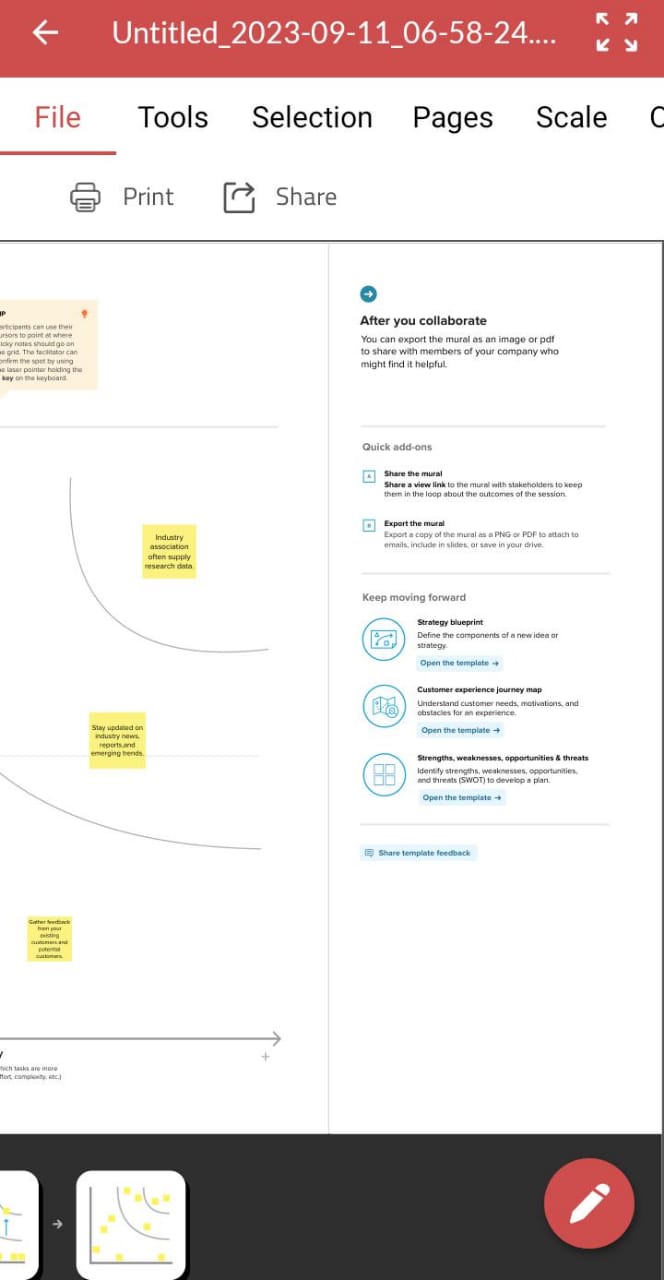 Untitled_2023-09-11_06-58-24....
File Tools Selection Pages Scale
Print Share
articipants can use their
ursors to point at where
icky notes should go on
e grid. The facilitator can
onfirm the spot by using
e laser pointer holding the
key on the keyboard.
Industry
association
often supply
research data.
Stay updated on
industry news,
reports,and
emerging trends.
Gather feedback
from your
existing
customers and
potential
customers.
hich tasks are more
ffort, complexity, etc.)
After you collaborate
You can export the mural as an image or pdf
to share with members of your company who
might find it helpful.
Quick add-ons
A
Share the mural
Share a view link to the mural with stakeholders to keep
them in the loop about the outcomes of the session.
B
Export the mural
Export a copy of the mural as a PNG or PDF to attach to
emails, include in slides, or save in your drive.
Keep moving forward
Strategy blueprint
Define the components of a new idea or
strategy.
Open the template →
Customer experience journey map
Understand customer needs, motivations, and
obstacles for an experience.
Open the template →
Strengths, weaknesses, opportunities & threats
Identify strengths, weaknesses, opportunities,
and threats (SWOT) to develop a plan.
Open the template →
Share template feedback